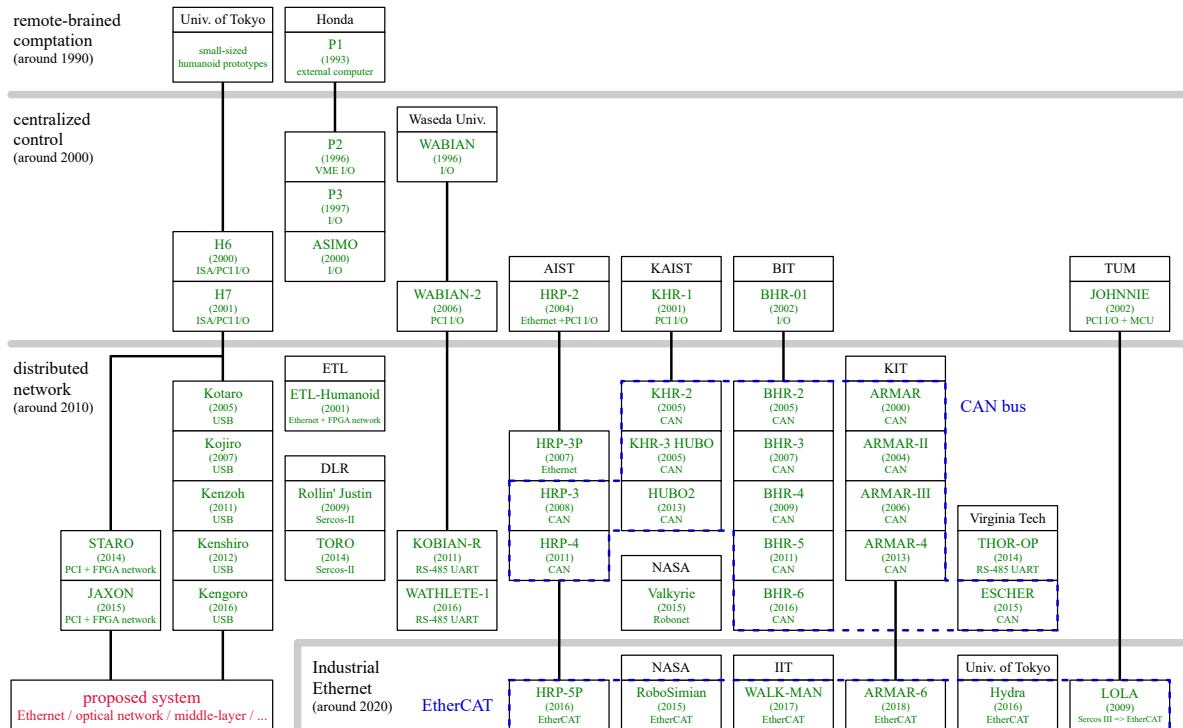 remote-brained
comptation
(around 1990)
Univ. of Tokyo
small-sized
humanoid prototypes
Honda
P1
(1993)
external computer
centralized
control
(around 2000)
P2
(1996)
VME I/O
P3
(1997)
I/O
ASIMO
(2000)
I/O
Waseda Univ.
WABIAN
(1996)
I/O
H6
(2000)
ISA/PCI I/O
H7
(2001)
ISA/PCI I/O
WABIAN-2
(2006)
PCI I/O
AIST
HRP-2
(2004)
Ethernet +PCI I/O
KAIST
KHR-1
(2001)
PCI I/O
BIT
BHR-01
(2002)
I/O
TUM
JOHNNIE
(2002)
PCI I/O + MCU
distributed
network
(around 2010)
Kotaro
(2005)
USB
Kojiro
(2007)
USB
Kenzoh
(2011)
USB
Kenshiro
(2012)
USB
Kengoro
(2016)
USB
STARO
(2014)
PCI + FPGA network
JAXON
(2015)
PCI + FPGA network
ETL
ETL-Humanoid
(2001)
Ethernet + FPGA network
DLR
Rollin' Justin
(2009)
Sercos-II
TORO
(2014)
Sercos-II
KOBIAN-R
(2011)
RS-485 UART
WATHLETE-1
(2016)
RS-485 UART
HRP-3P
(2007)
Ethernet
HRP-3
(2008)
CAN
HRP-4
(2011)
CAN
KHR-2
(2005)
CAN
KHR-3 HUBO
(2005)
CAN
HUBO2
(2013)
CAN
NASA
Valkyrie
(2015)
Robonet
BHR-2
(2005)
CAN
BHR-3
(2007)
CAN
BHR-4
(2009)
CAN
BHR-5
(2011)
CAN
BHR-6
(2016)
CAN
KIT
ARMAR
(2000)
CAN
ARMAR-II
(2004)
CAN
ARMAR-III
(2006)
CAN
ARMAR-4
(2013)
CAN
CAN bus
Virginia Tech
THOR-OP
(2014)
RS-485 UART
ESCHER
(2015)
CAN
proposed system
Ethernet / optical network / middle-layer / ...
Industrial
Ethernet
(around 2020)
EtherCAT
HRP-5P
(2016)
EtherCAT
NASA
RoboSimian
(2015)
EtherCAT
IIT
WALK-MAN
(2017)
EtherCAT
ARMAR-6
(2018)
EtherCAT
Univ. of Tokyo
Hydra
(2016)
EtherCAT
LOLA
(2009)
Sercos III => EtherCAT